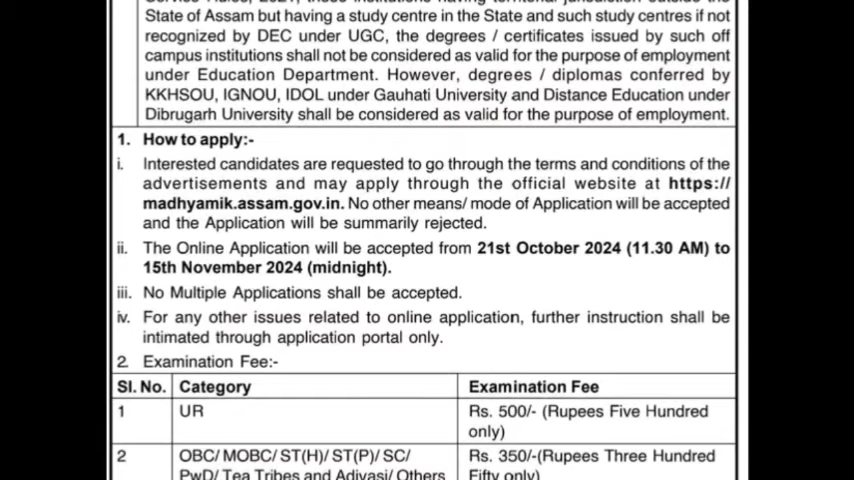 State of Assam but having a study centre in the State and such study centres if not
recognized by DEC under UGC, the degrees / certificates issued by such off
campus institutions shall not be considered as valid for the purpose of employment
under Education Department. However, degrees / diplomas conferred by
KKHSOU, IGNOU, IDOL under Gauhati University and Distance Education under
Dibrugarh University shall be considered as valid for the purpose of employment.
1. How to apply:-
i. Interested candidates are requested to go through the terms and conditions of the
advertisements and may apply through the official website at https://
madhyamik.assam.gov.in. No other means/ mode of Application will be accepted
and the Application will be summarily rejected.
ii. The Online Application will be accepted from 21st October 2024 (11.30 AM) to
15th November 2024 (midnight).
iii. No Multiple Applications shall be accepted.
iv. For any other issues related to online application, further instruction shall be
intimated through application portal only.
2. Examination Fee:-
Sl. No. Category Examination Fee
1 UR Rs. 500/- (Rupees Five Hundred
only)
2 OBC/ MOBC/ ST(H)/ ST(P)/ SC/ Rs. 350/-(Rupees Three Hundred
PwD/ Tea Tribes and Adivasi/ Others Fifty only)